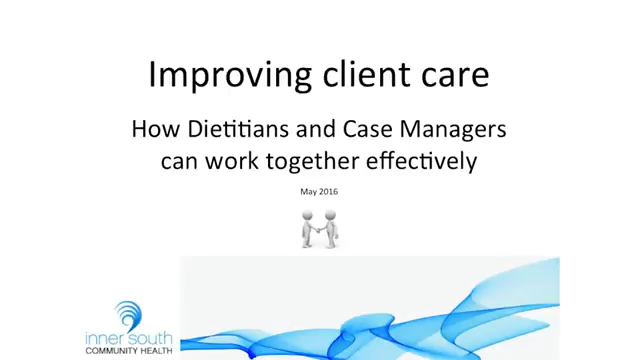 Improving client care
How Dietitians and Case Managers
can work together effectively
May 2016
inner south
COMMUNITY HEALTH